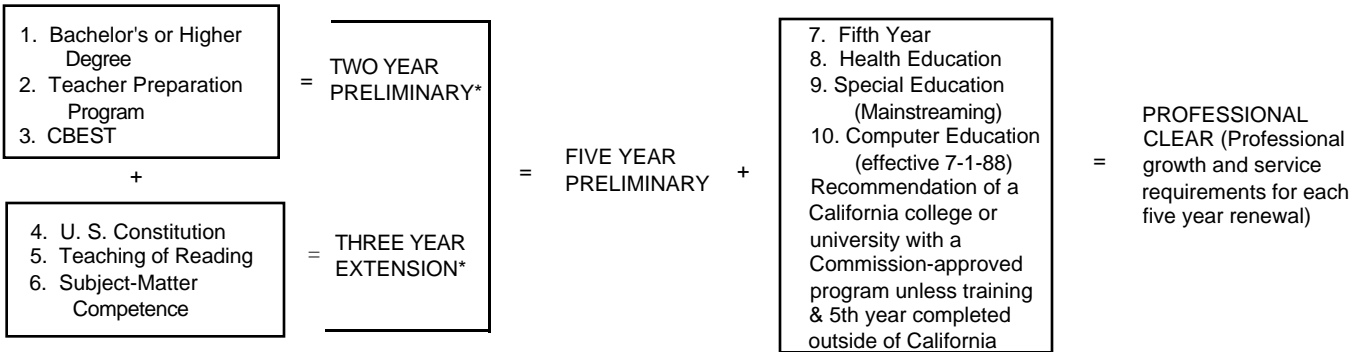 1. Bachelor's or Higher
Degree
2. Teacher Preparation
Program
3. CBEST
= TWO YEAR
PRELIMINARY*
+
4. U. S. Constitution
5. Teaching of Reading
6. Subject-Matter
Competence
= THREE YEAR
EXTENSION*
= FIVE YEAR
PRELIMINARY
+
7. Fifth Year
8. Health Education
9. Special Education
(Mainstreaming)
10. Computer Education
(effective 7-1-88)
Recommendation of a
California college or
university with a
Commission-approved
program unless training
& 5th year completed
outside of California
=
PROFESSIONAL
CLEAR (Professional
growth and service
requirements for each
five year renewal)